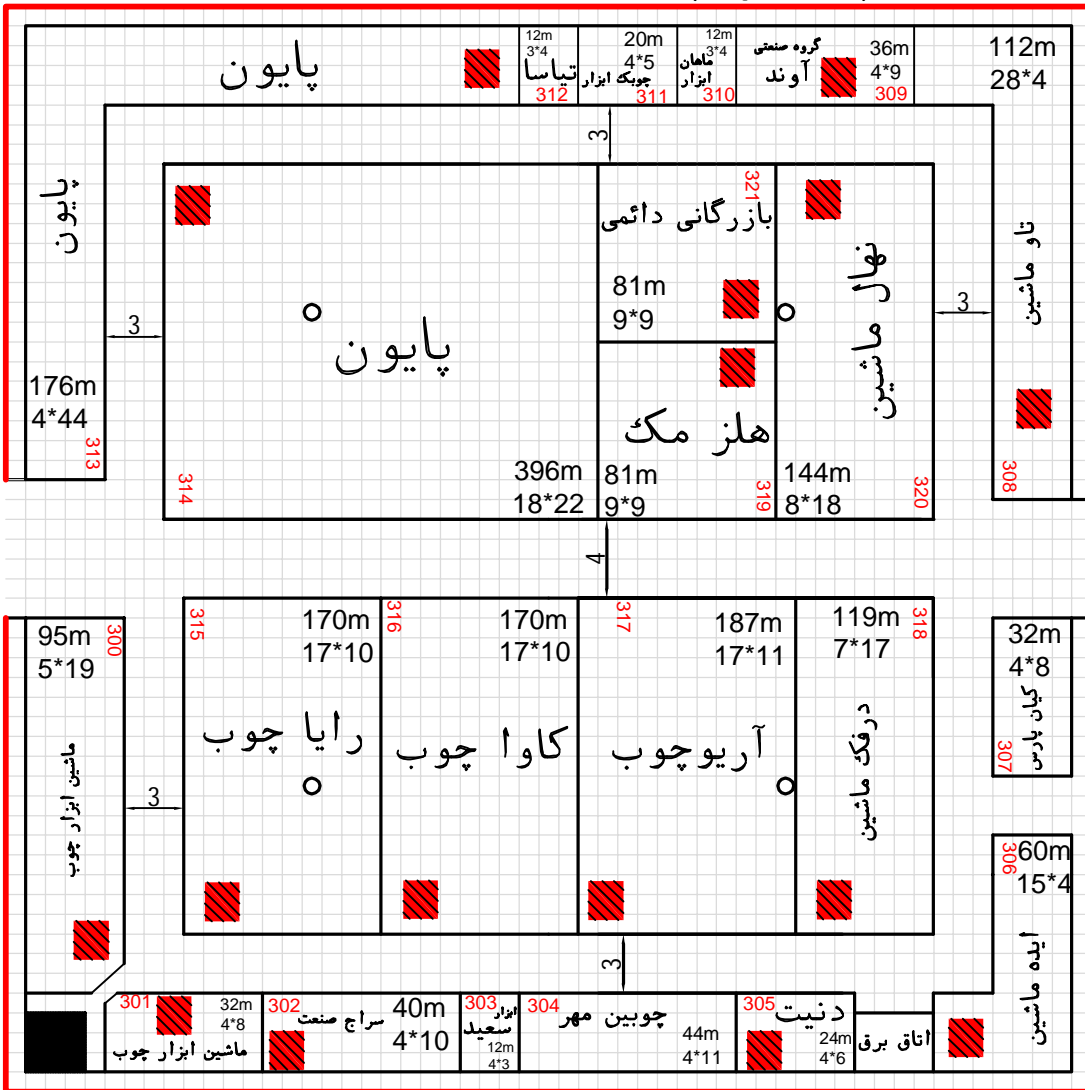 پایون
12m
3*4
تیاسا
312
20m
4*5
چوبک ابزار
311
12m
3*4
ماهان
ابزار
310
گروه صنعتی
آوند
36m
4*9
309
112m
28*4
3
پایون
176m
4*44
313
3
پایون
396m
18*22
314
321
بازرگانی دائمی
81m
9*9
هلز مک
81m
9*9
319
نهال ماشین
144m
8*18
320
3
تاو ماشین
308
4
300
95m
5*19
ماشین ابزار چوب
3
315
170m
17*10
رایا چوب
316
170m
17*10
کاوا چوب
317
187m
17*11
آریوچوب
119m
7*17
318
درفک ماشین
32m
4*8
کیان پارس
307
306
60m
15*4
ایده ماشین
3
301
32m
4*8
ماشین ابزار چوب
302
سراج صنعت
40m
4*10
303
ابزار
سعید
12m
4*3
304
چوبین مهر
44m
4*11
305
دنیت
24m
4*6
اتاق برق